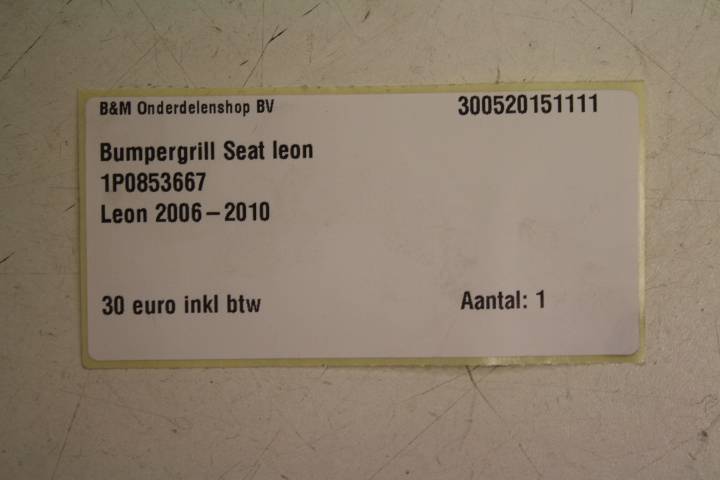 B&M Onderdelenshop BV 300520151111
Bumpergrill Seat leon
1P0853667
Leon 2006 – 2010
30 euro inkl btw Aantal: 1